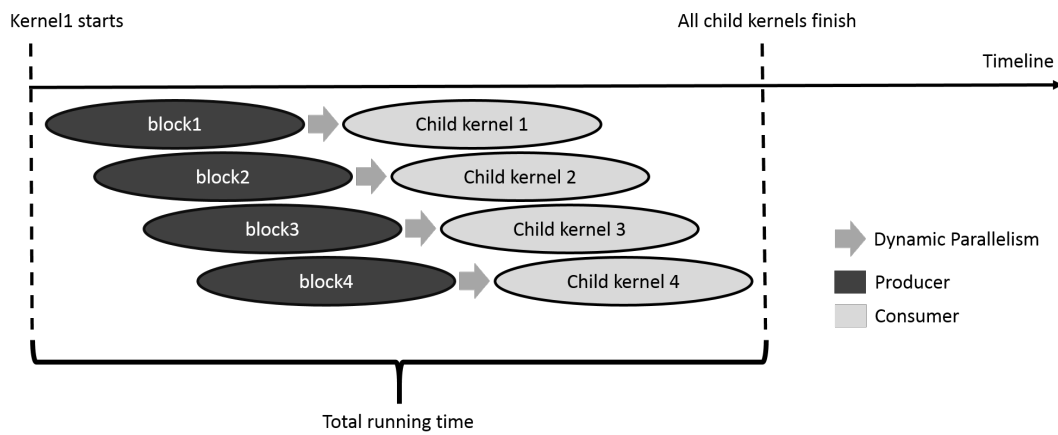 Kernel1 starts
All child kernels finish
Timeline
block1
Child kernel 1
block2
Child kernel 2
block3
Child kernel 3
block4
Child kernel 4
Dynamic Parallelism
Producer
Consumer
Total running time